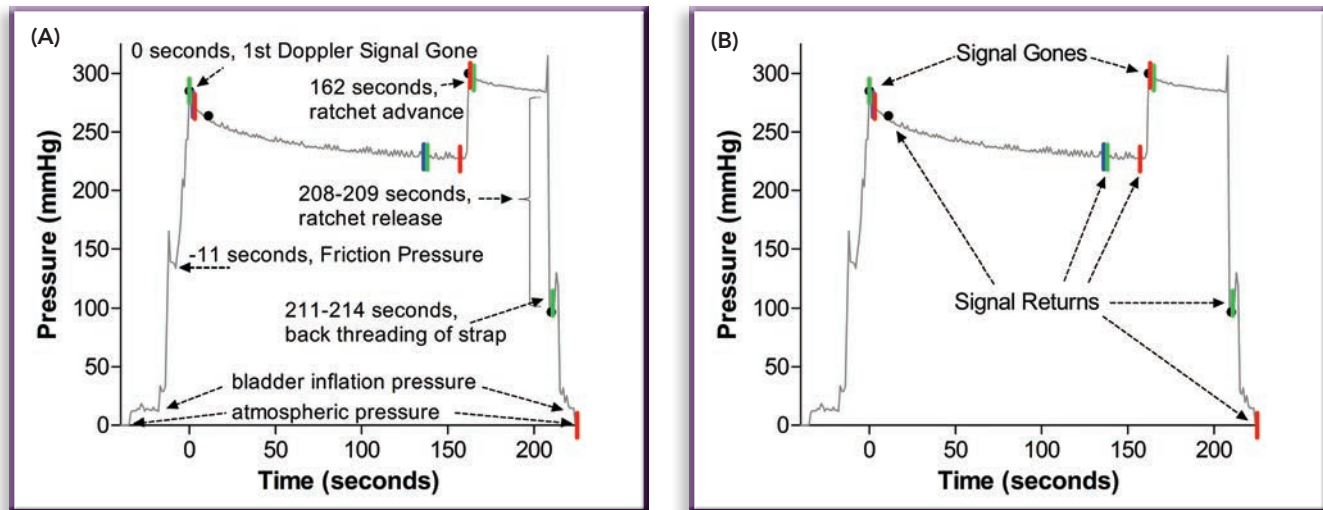 (A)
0 seconds, 1st Doppler Signal Gone
162 seconds,
ratchet advance
208-209 seconds,
ratchet release
-11 seconds, Friction Pressure
211-214 seconds,
back threading of strap
bladder inflation pressure
atmospheric pressure
Pressure (mmHg)
300
250
200
150
100
50
0
0 50 100 150 200
Time (seconds)
(B)
Signal Gones
Signal Returns
Pressure (mmHg)
300
250
200
150
100
50
0
0 50 100 150 200
Time (seconds)